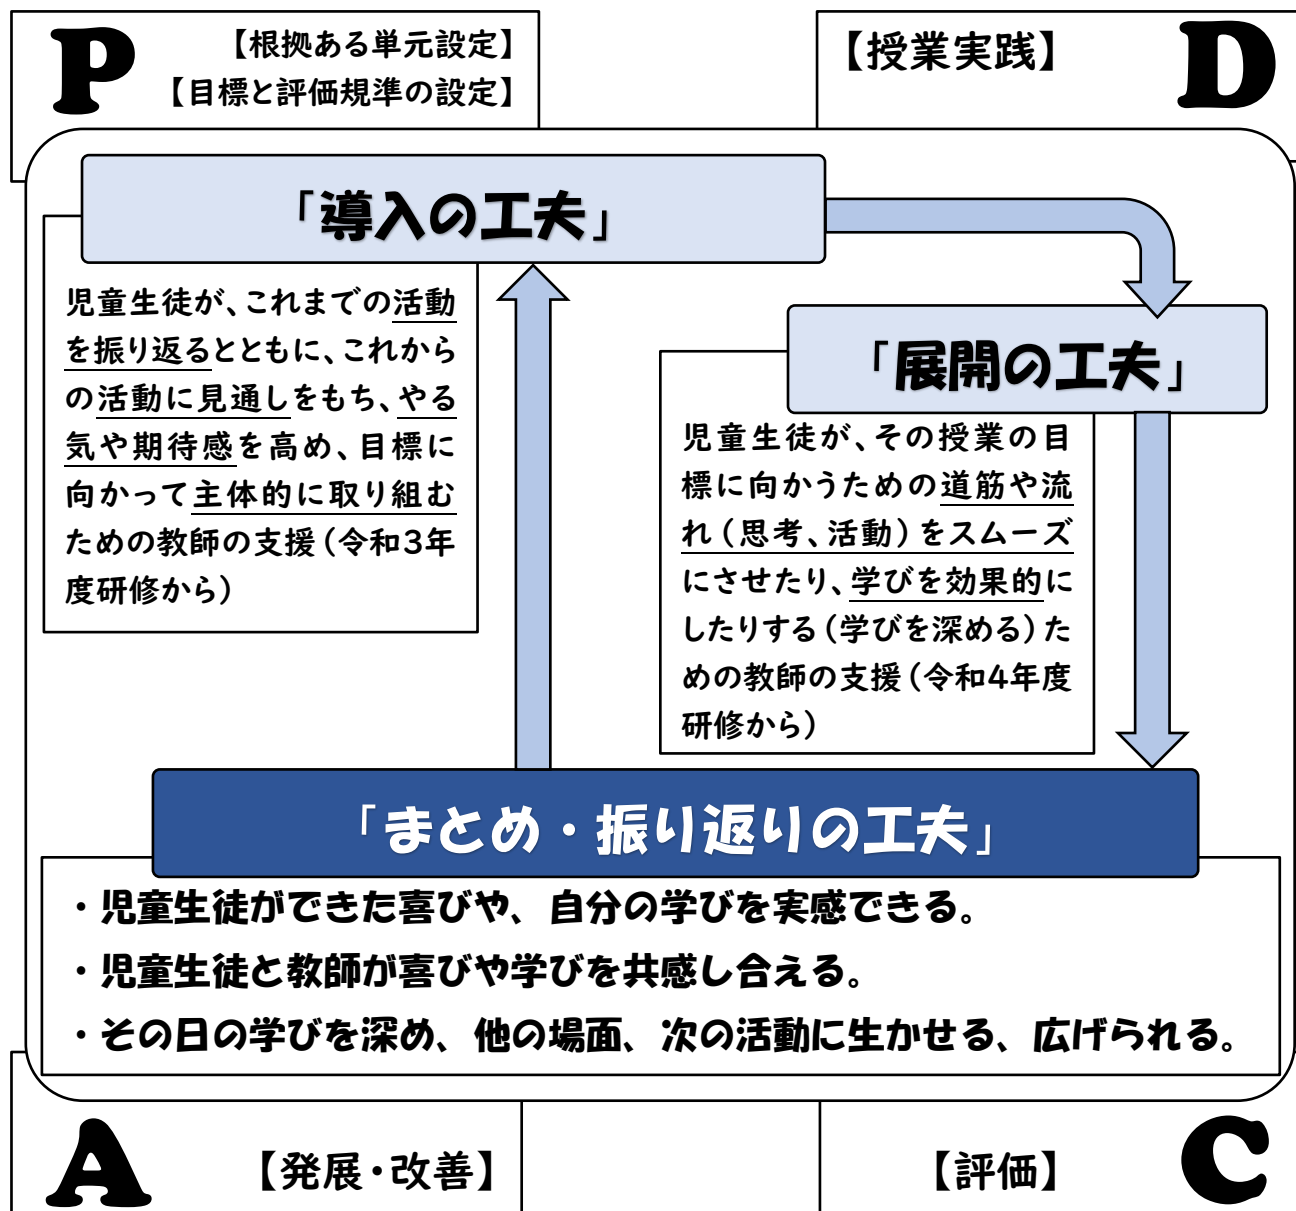 P
【根拠ある単元設定】
【目標と評価規準の設定】
【授業実践】
D
「導入の工夫」
児童生徒が、これまでの活動
を振り返るとともに、これから
の活動に見通しをもち、やる
気や期待感を高め、目標に
向かって主体的に取り組む
ための教師の支援（令和3年
度研修から）
「展開の工夫」
児童生徒が、その授業の目
標に向かうための道筋や流
れ（思考、活動）をスムーズ
にさせたり、学びを効果的に
したりする（学びを深める）た
めの教師の支援（令和4年度
研修から）
「まとめ・振り返りの工夫」
・児童生徒ができた喜びや、自分の学びを実感できる。
・児童生徒と教師が喜びや学びを共感し合える。
・その日の学びを深め、他の場面、次の活動に生かせる、広げられる。
A
【発展・改善】
【評価】
C